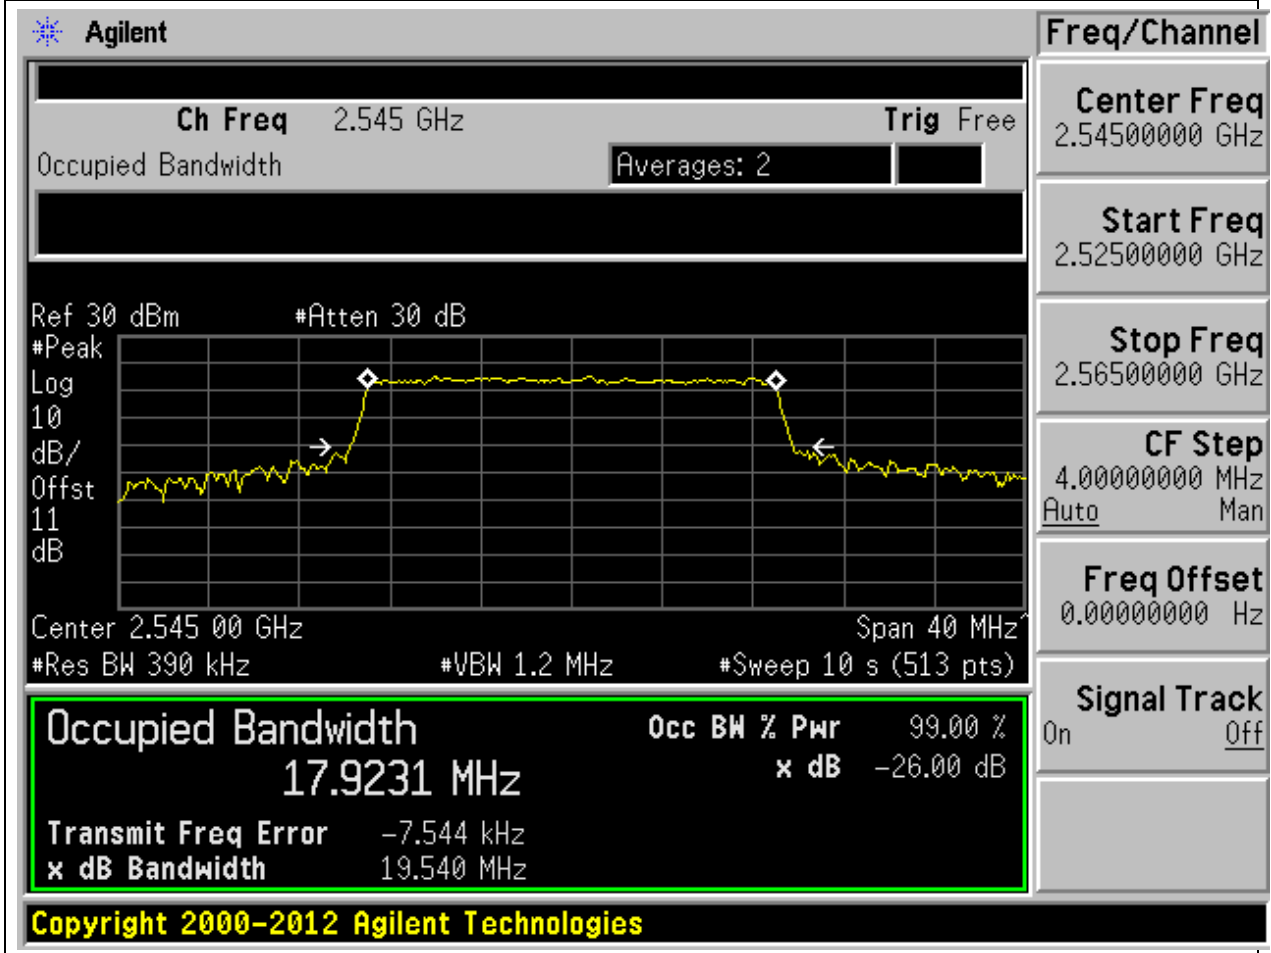 Agilent
Freq/Channel
Ch Freq 2.545 GHz Trig Free
Occupied Bandwidth Averages: 2
Center Freq
2.54500000 GHz
Start Freq
2.52500000 GHz
Stop Freq
2.56500000 GHz
CF Step
4.00000000 MHz
Auto Man
Freq Offset
0.00000000 Hz
Signal Track
On Off
Ref 30 dBm #Atten 30 dB
#Peak
Log
10
dB/
Offst
11
dB
Center 2.545 00 GHz Span 40 MHz^
#Res BW 390 kHz #VBW 1.2 MHz #Sweep 10 s (513 pts)
Occupied Bandwidth Occ BW % Pwr 99.00 %
17.9231 MHz x dB -26.00 dB
Transmit Freq Error -7.544 kHz
x dB Bandwidth 19.540 MHz
Copyright 2000-2012 Agilent Technologies